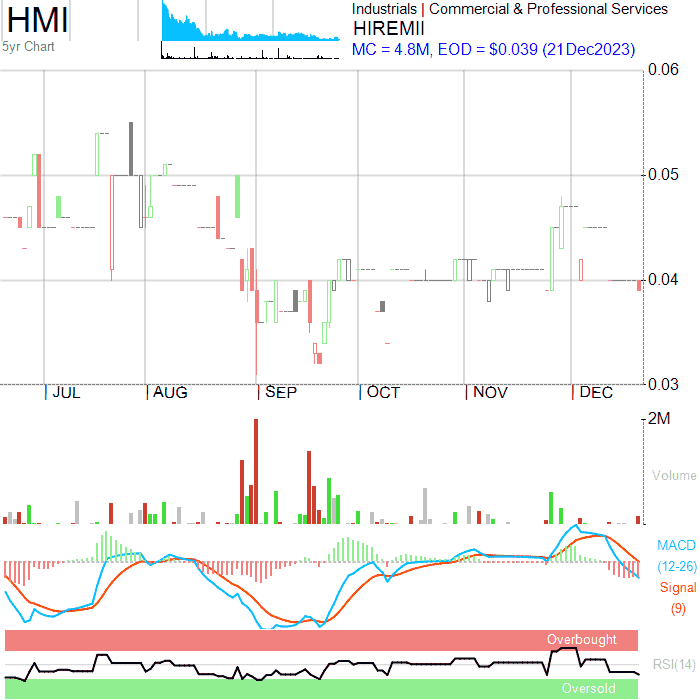 HMI
5yr Chart
Industrials | Commercial & Professional Services
HIREMII
MC = 4.8M, EOD = $0.039 (21Dec2023)
0.06
0.05
0.04
0.03
JUL AUG SEP OCT NOV DEC
2M
Volume
MACD
(12-26)
Signal
(9)
Overbought
RSI(14)
Oversold